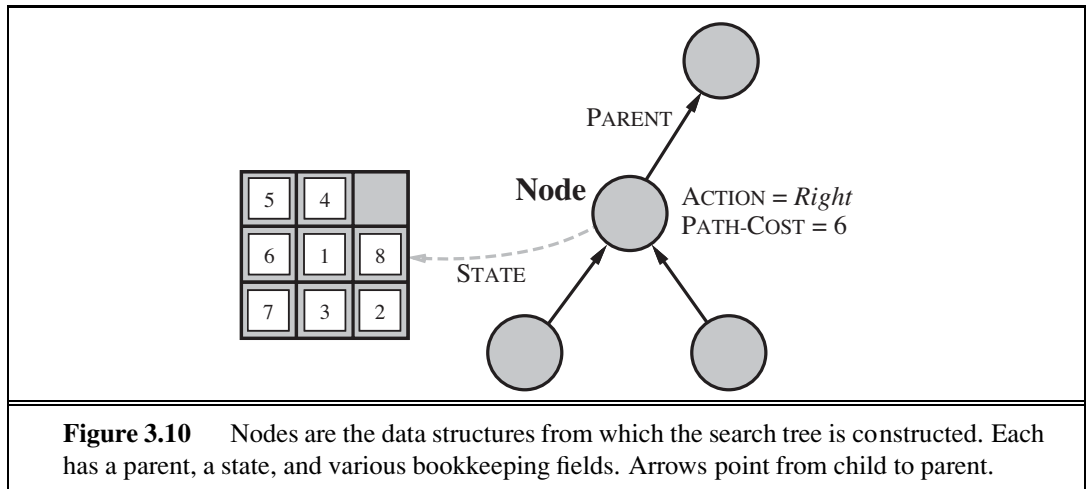 PARENT
Node
ACTION = Right
PATH-COST = 6
STATE
5 4
6 1 8
7 3 2
Figure 3.10 Nodes are the data structures from which the search tree is constructed. Each
has a parent, a state, and various bookkeeping fields. Arrows point from child to parent.